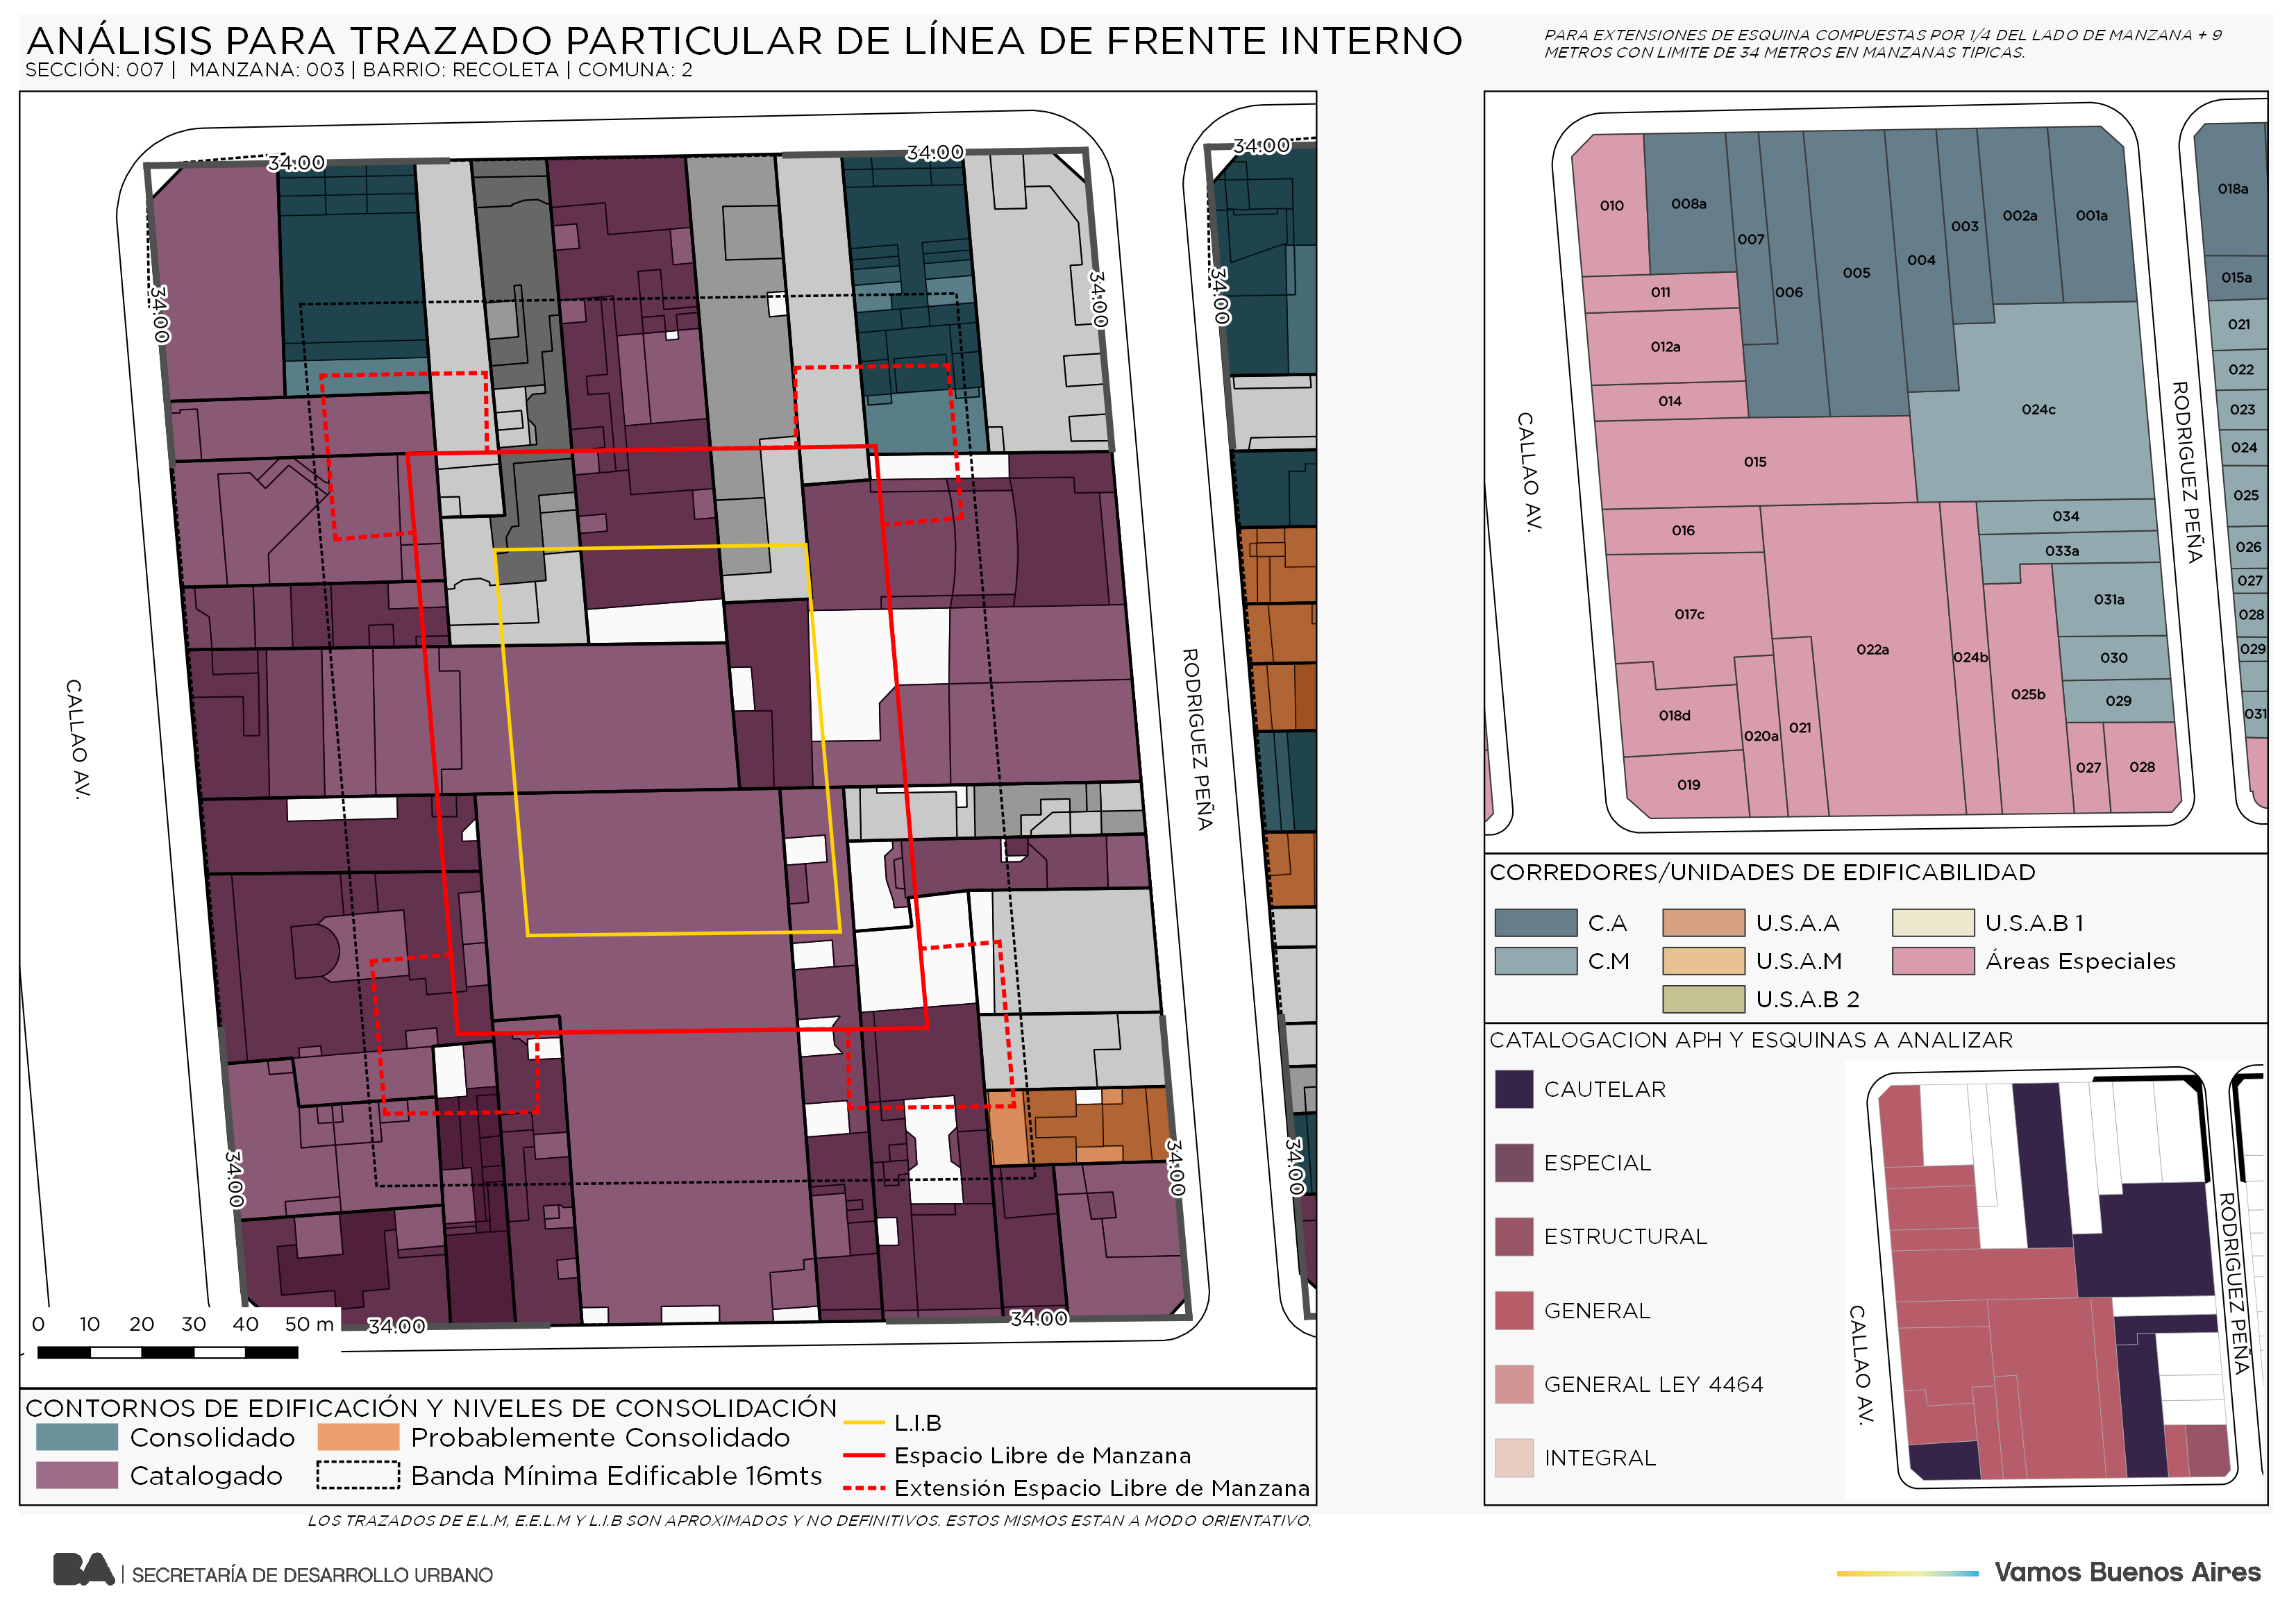 ANÁLISIS PARA TRAZADO PARTICULAR DE LÍNEA DE FRENTE INTERNO
SECCIÓN: 007 | MANZANA: 003 | BARRIO: RECOLETA | COMUNA: 2
PARA EXTENSIONES DE ESQUINA COMPUESTAS POR 1/4 DEL LADO DE MANZANA + 9
METROS CON LIMITE DE 34 METROS EN MANZANAS TIPICAS.
34.00
34.00
34.00
34.00
34.00
34.00
CALLAO AV.
RODRIGUEZ PEÑA
34.00
34.00
34.00
34.00
34.00
0 10 20 30 40 50 m
CONTORNOS DE EDIFICACIÓN Y NIVELES DE CONSOLIDACIÓN
Consolidado
Probablemente Consolidado
Catalogado
Banda Mínima Edificable 16mts
L.I.B
Espacio Libre de Manzana
Extensión Espacio Libre de Manzana
LOS TRAZADOS DE E.L.M, E.E.L.M Y L.I.B SON APROXIMADOS Y NO DEFINITIVOS. ESTOS MISMOS ESTAN A MODO ORIENTATIVO.
010
008a
007
006
005
004
003
002a
001a
018a
015a
011
012a
014
015
024c
021
022
023
024
025
026
027
028
029
031
016
034
033a
017c
031a
022a
024b
030
025b
029
018d
020a
021
019
027
028
CALLAO AV.
RODRIGUEZ PEÑA
CORREDORES/UNIDADES DE EDIFICABILIDAD
C.A
U.S.A.A
U.S.A.B 1
C.M
U.S.A.M
Áreas Especiales
U.S.A.B 2
CATALOGACION APH Y ESQUINAS A ANALIZAR
CAUTELAR
ESPECIAL
ESTRUCTURAL
GENERAL
GENERAL LEY 4464
INTEGRAL
CALLAO AV.
RODRIGUEZ PEÑA
BA | SECRETARÍA DE DESARROLLO URBANO
Vamos Buenos Aires